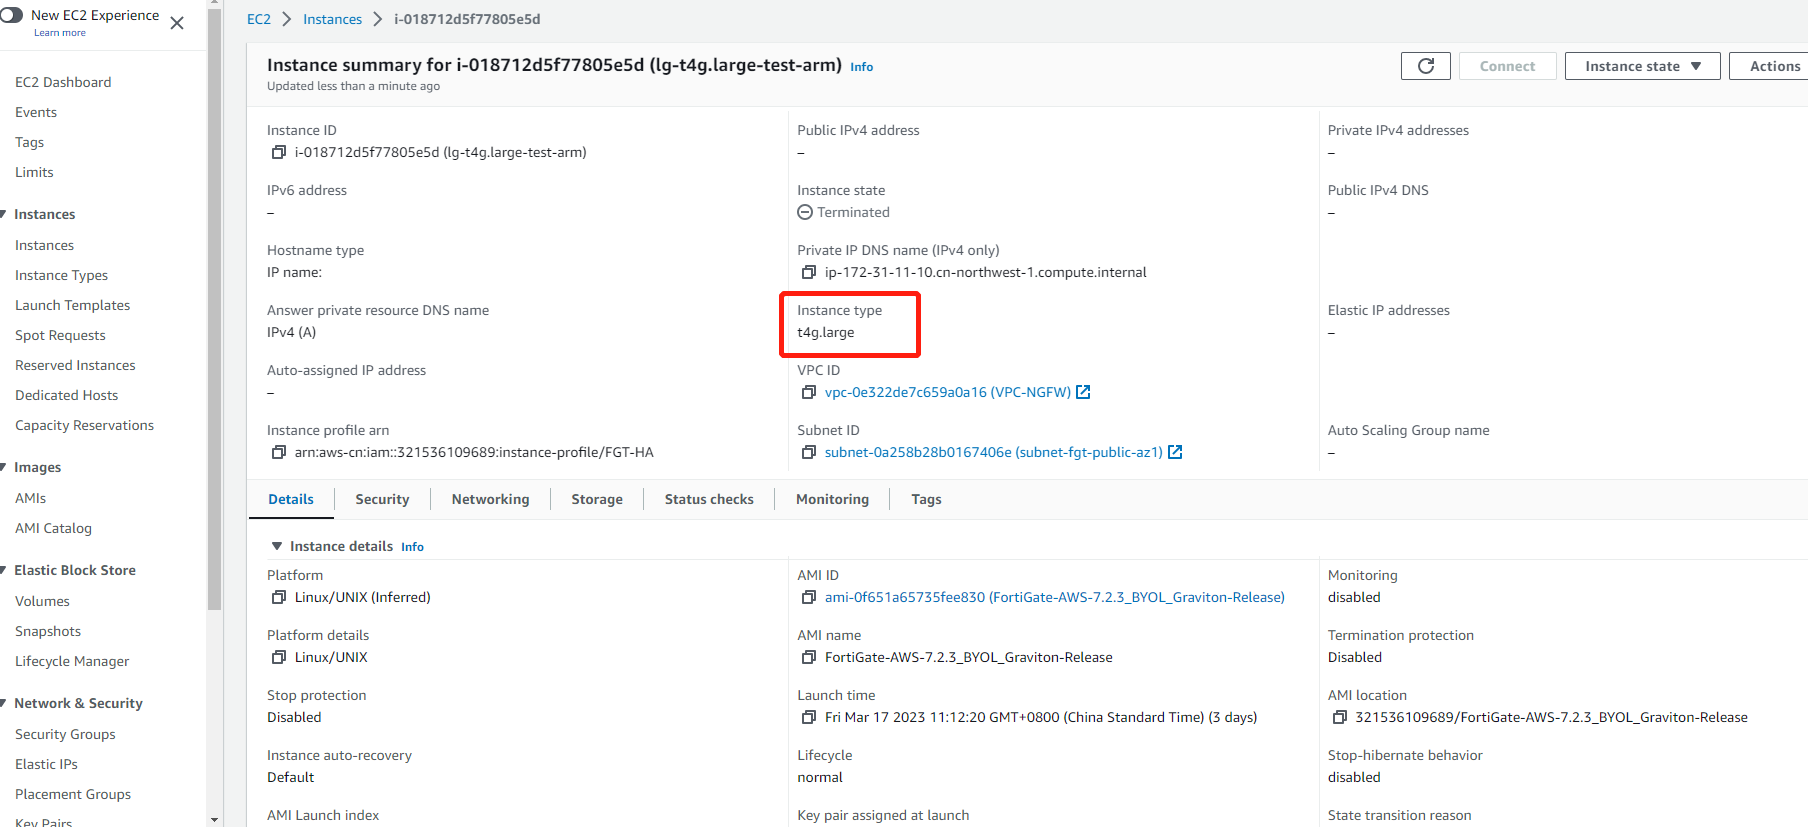 New EC2 Experience
Learn more
EC2 Dashboard
Events
Tags
Limits
Instances
Instances
Instance Types
Launch Templates
Spot Requests
Reserved Instances
Dedicated Hosts
Capacity Reservations
Images
AMIs
AMI Catalog
Elastic Block Store
Volumes
Snapshots
Lifecycle Manager
Network & Security
Security Groups
Elastic IPs
Placement Groups
Key Pairs
EC2 > Instances > i-018712d5f77805e5d
Instance summary for i-018712d5f77805e5d (lg-t4g.large-test-arm) Info
Updated less than a minute ago
Connect
Instance state
Actions
Instance ID
i-018712d5f77805e5d (lg-t4g.large-test-arm)
Public IPv4 address
–
Private IPv4 addresses
–
IPv6 address
–
Instance state
Terminated
Public IPv4 DNS
–
Hostname type
IP name:
Private IP DNS name (IPv4 only)
ip-172-31-11-10.cn-northwest-1.compute.internal
Answer private resource DNS name
IPv4 (A)
Instance type
t4g.large
Elastic IP addresses
–
Auto-assigned IP address
–
VPC ID
vpc-0e322de7c659a0a16 (VPC-NGFW)
Instance profile arn
arn:aws-cn:iam::321536109689:instance-profile/FGT-HA
Subnet ID
subnet-0a258b28b0167406e (subnet-fgt-public-az1)
Auto Scaling Group name
–
Details
Security
Networking
Storage
Status checks
Monitoring
Tags
Instance details Info
Platform
Linux/UNIX (Inferred)
AMI ID
ami-0f651a65735fee830 (FortiGate-AWS-7.2.3_BYOL_Graviton-Release)
Monitoring
disabled
Platform details
Linux/UNIX
AMI name
FortiGate-AWS-7.2.3_BYOL_Graviton-Release
Termination protection
Disabled
Stop protection
Disabled
Launch time
Fri Mar 17 2023 11:12:20 GMT+0800 (China Standard Time) (3 days)
AMI location
321536109689/FortiGate-AWS-7.2.3_BYOL_Graviton-Release
Instance auto-recovery
Default
Lifecycle
normal
Stop-hibernate behavior
disabled
AMI Launch index
Key pair assigned at launch
State transition reason